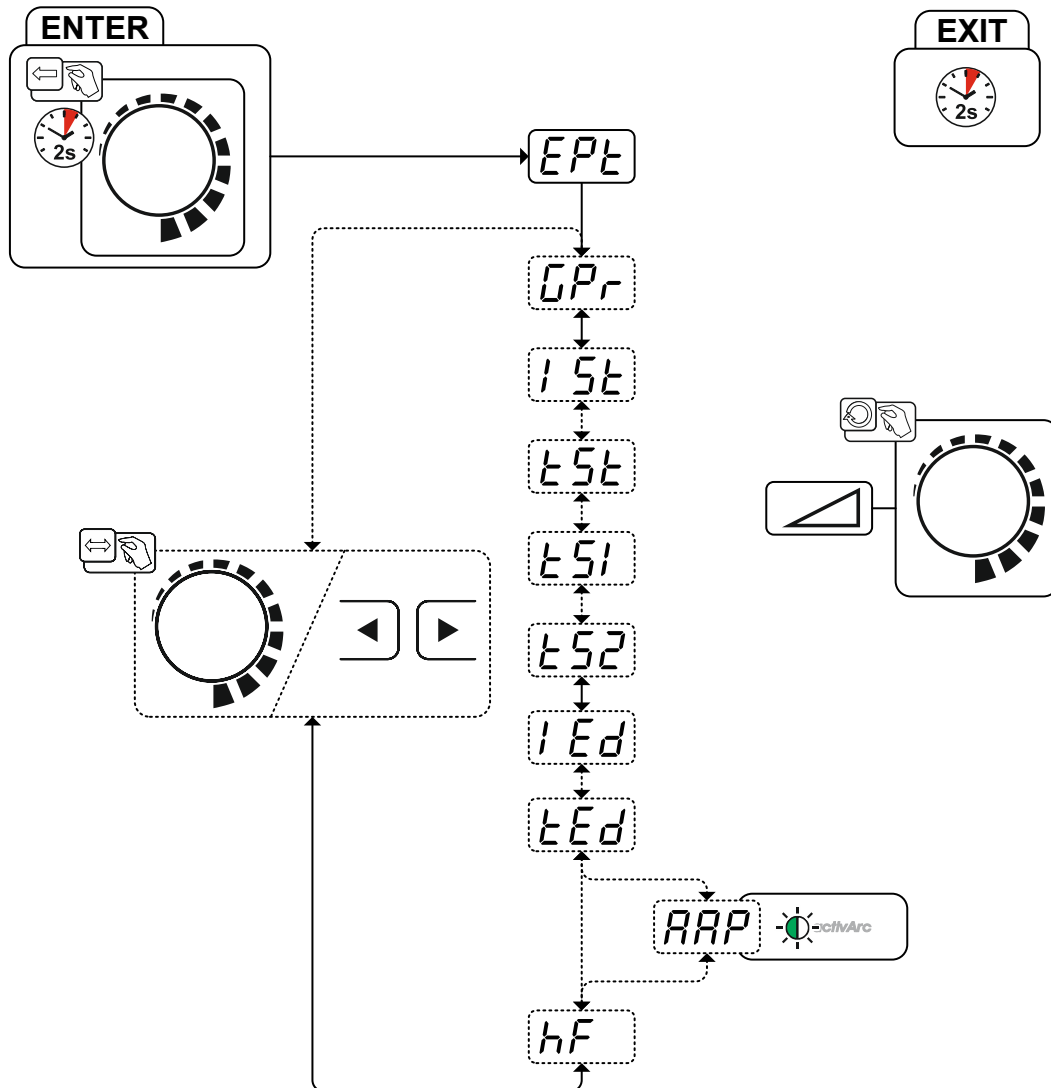 ENTER
EXIT
2s
2s
EPt
GPr
I St
tSt
tS1
tS2
I Ed
tEd
AAP
activArc
hF